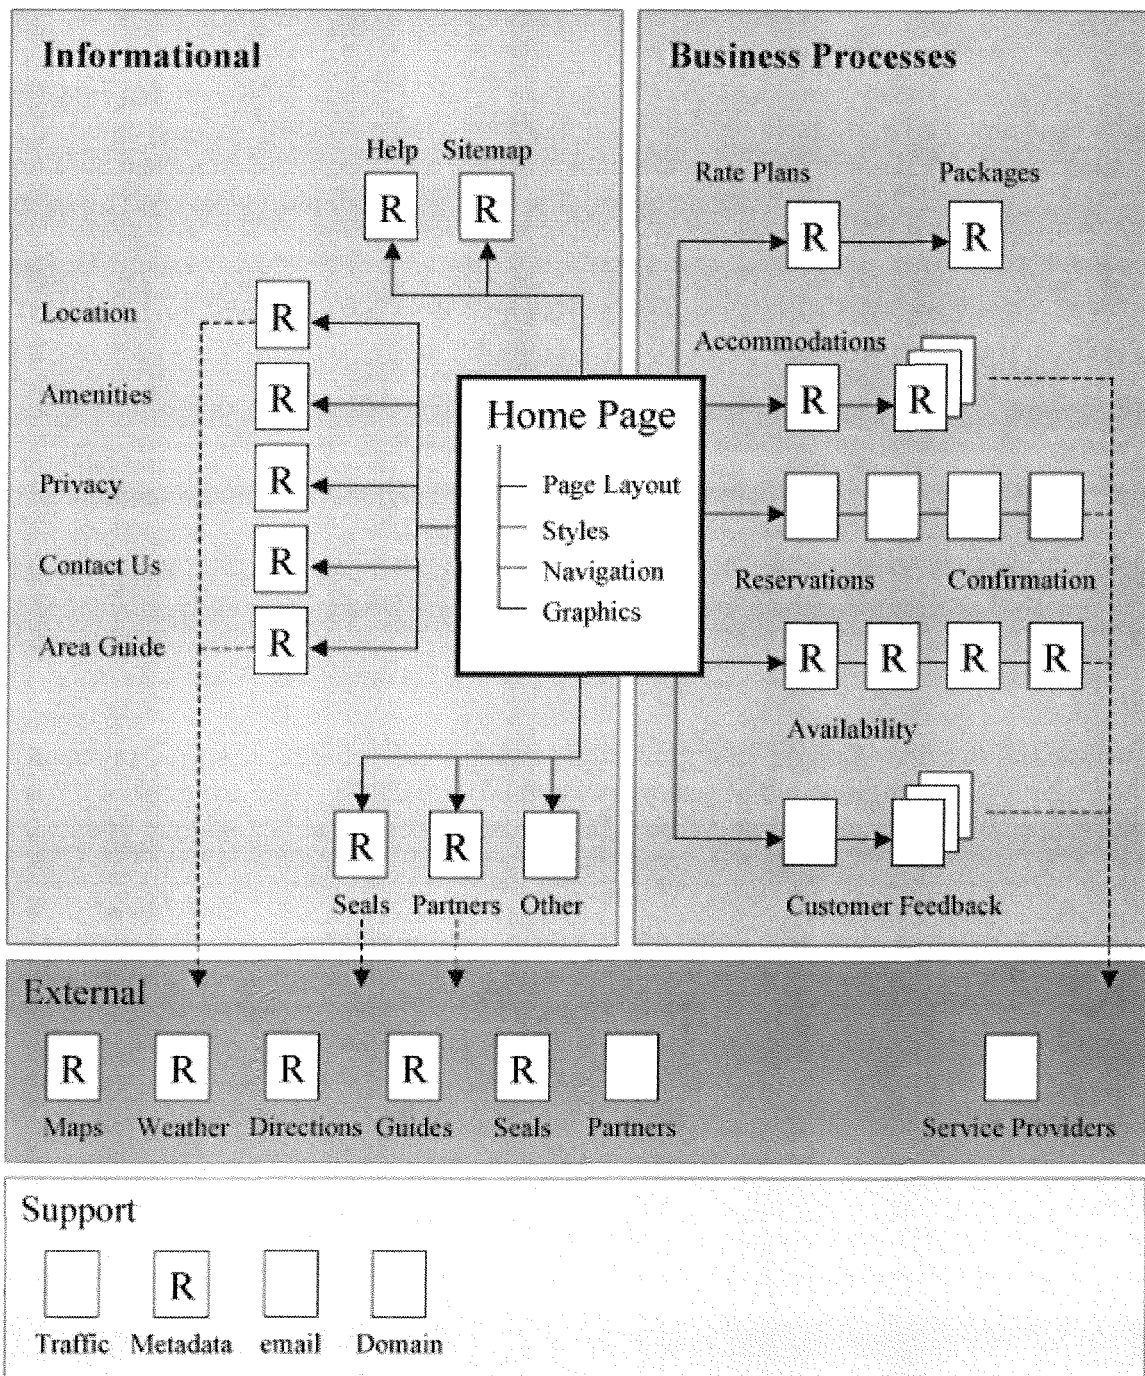 Informational
Business Processes
Help Sitemap
R R
Rate Plans Packages
R R
Location R
Amenities R
Privacy R
Contact Us R
Area Guide R
Home Page
Page Layout
Styles
Navigation
Graphics
Accommodations
R R
Reservations Confirmation
R R R R
Availability
Customer Feedback
R R
Seals Partners Other
External
R R R R R
Maps Weather Directions Guides Seals Partners Service Providers
Support
R
Traffic Metadata email Domain